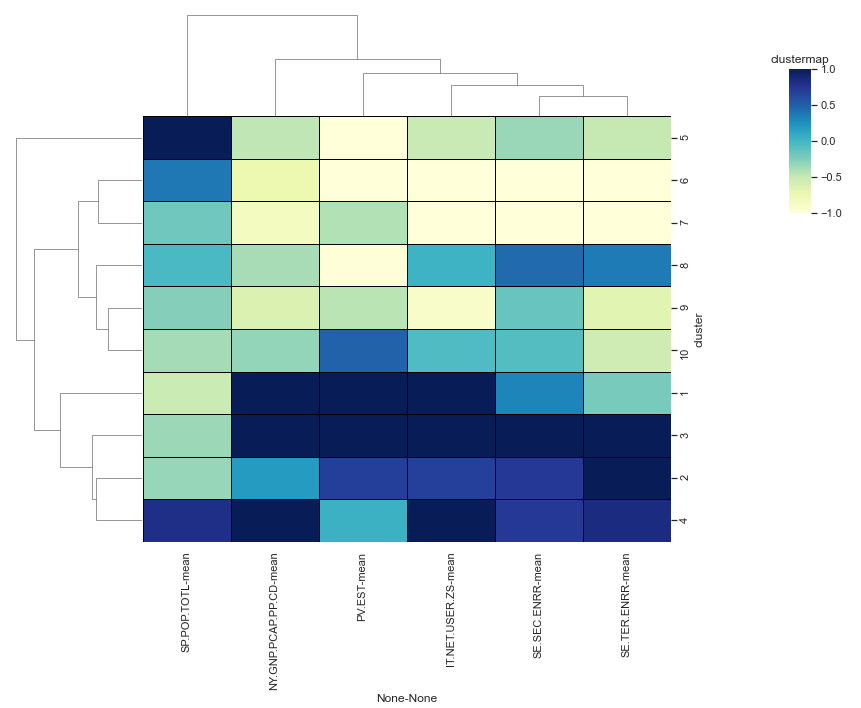 clustermap
1.0
0.5
0.0
−0.5
−1.0
5
6
7
8
9
10
1
3
2
4
cluster
SP.POP.TOTL-mean
NY.GNP.PCAP.PP.CD-mean
PV.EST-mean
IT.NET.USER.ZS-mean
SE.SEC.ENRR-mean
SE.TER.ENRR-mean
None-None